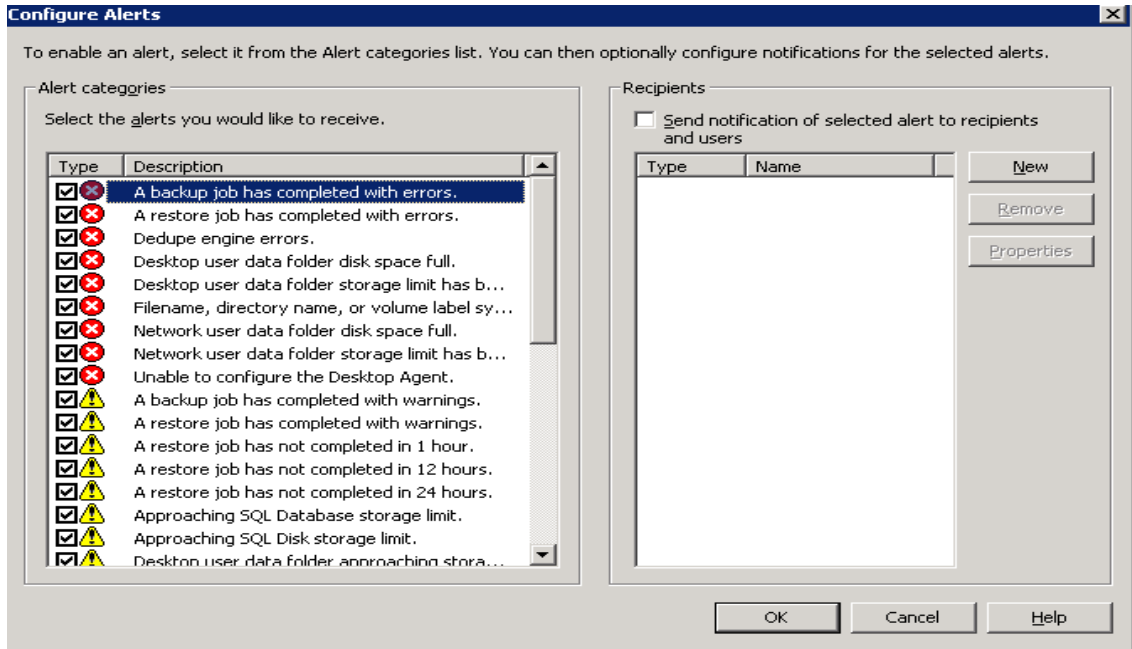 Configure Alerts
To enable an alert, select it from the Alert categories list. You can then optionally configure notifications for the selected alerts.
Alert categories
Select the alerts you would like to receive.
Type Description
A backup job has completed with errors.
A restore job has completed with errors.
Dedupe engine errors.
Desktop user data folder disk space full.
Desktop user data folder storage limit has b...
Filename, directory name, or volume label sy...
Network user data folder disk space full.
Network user data folder storage limit has b...
Unable to configure the Desktop Agent.
A backup job has completed with warnings.
A restore job has completed with warnings.
A restore job has not completed in 1 hour.
A restore job has not completed in 12 hours.
A restore job has not completed in 24 hours.
Approaching SQL Database storage limit.
Approaching SQL Disk storage limit.
Desktop user data folder approaching stora...
Recipients
Send notification of selected alert to recipients
and users
Type Name
New
Remove
Properties
OK Cancel Help